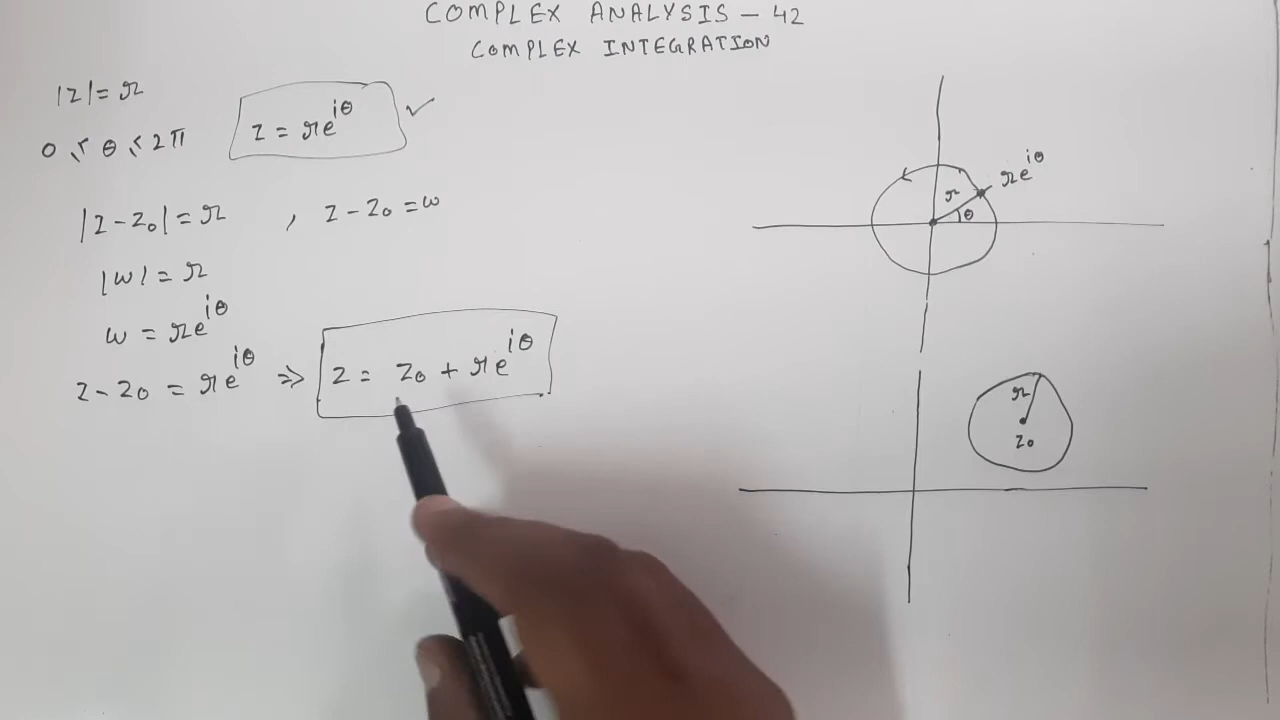 COMPLEX ANALYSIS - 42
COMPLEX INTEGRATION
|z| = r
0 ≤ θ ≤ 2π
z = re^{iθ} ✓
|z - z₀| = r , z - z₀ = w
|w| = r
w = re^{iθ}
z - z₀ = re^{iθ} ⇒ z = z₀ + re^{iθ}
re^{iθ}
r
θ
r
z₀